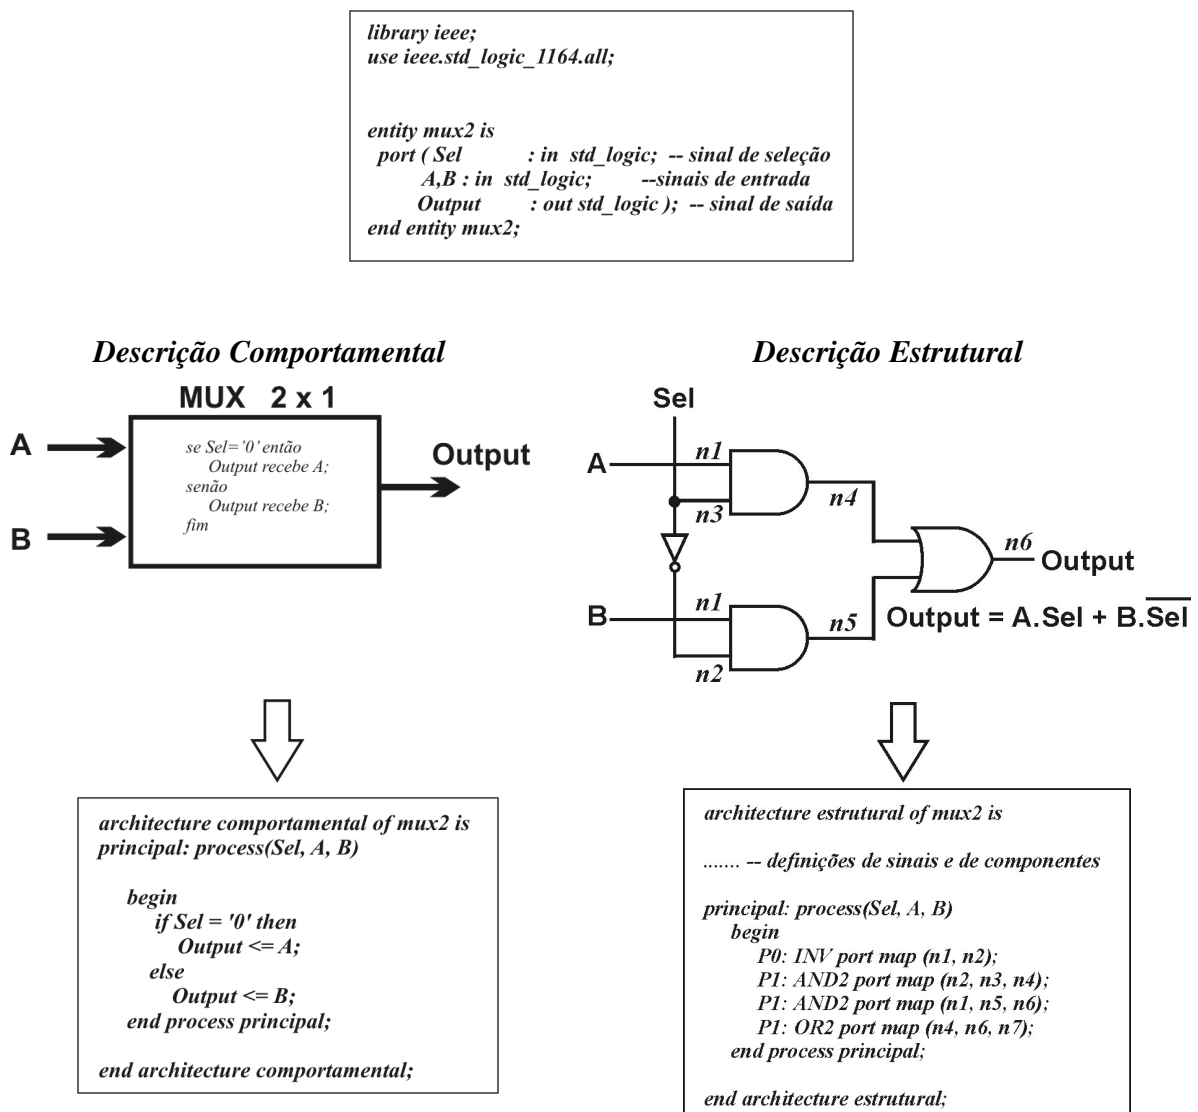 library ieee;
use ieee.std_logic_1164.all;
entity mux2 is
port ( Sel : in std_logic; -- sinal de seleção
A,B : in std_logic; --sinais de entrada
Output : out std_logic ); -- sinal de saída
end entity mux2;
Descrição Comportamental
MUX 2 x 1
A
B
se Sel='0' então
Output recebe A;
senão
Output recebe B;
fim
Output
Descrição Estrutural
Sel
A
n1
n3
n4
B
n1
n2
n5
n6
Output
Output = A.Sel + B.S̅e̅l̅
architecture comportamental of mux2 is
principal: process(Sel, A, B)
begin
if Sel = '0' then
Output <= A;
else
Output <= B;
end process principal;
end architecture comportamental;
architecture estrutural of mux2 is
....... -- definições de sinais e de componentes
principal: process(Sel, A, B)
begin
P0: INV port map (n1, n2);
P1: AND2 port map (n2, n3, n4);
P1: AND2 port map (n1, n5, n6);
P1: OR2 port map (n4, n6, n7);
end process principal;
end architecture estrutural;